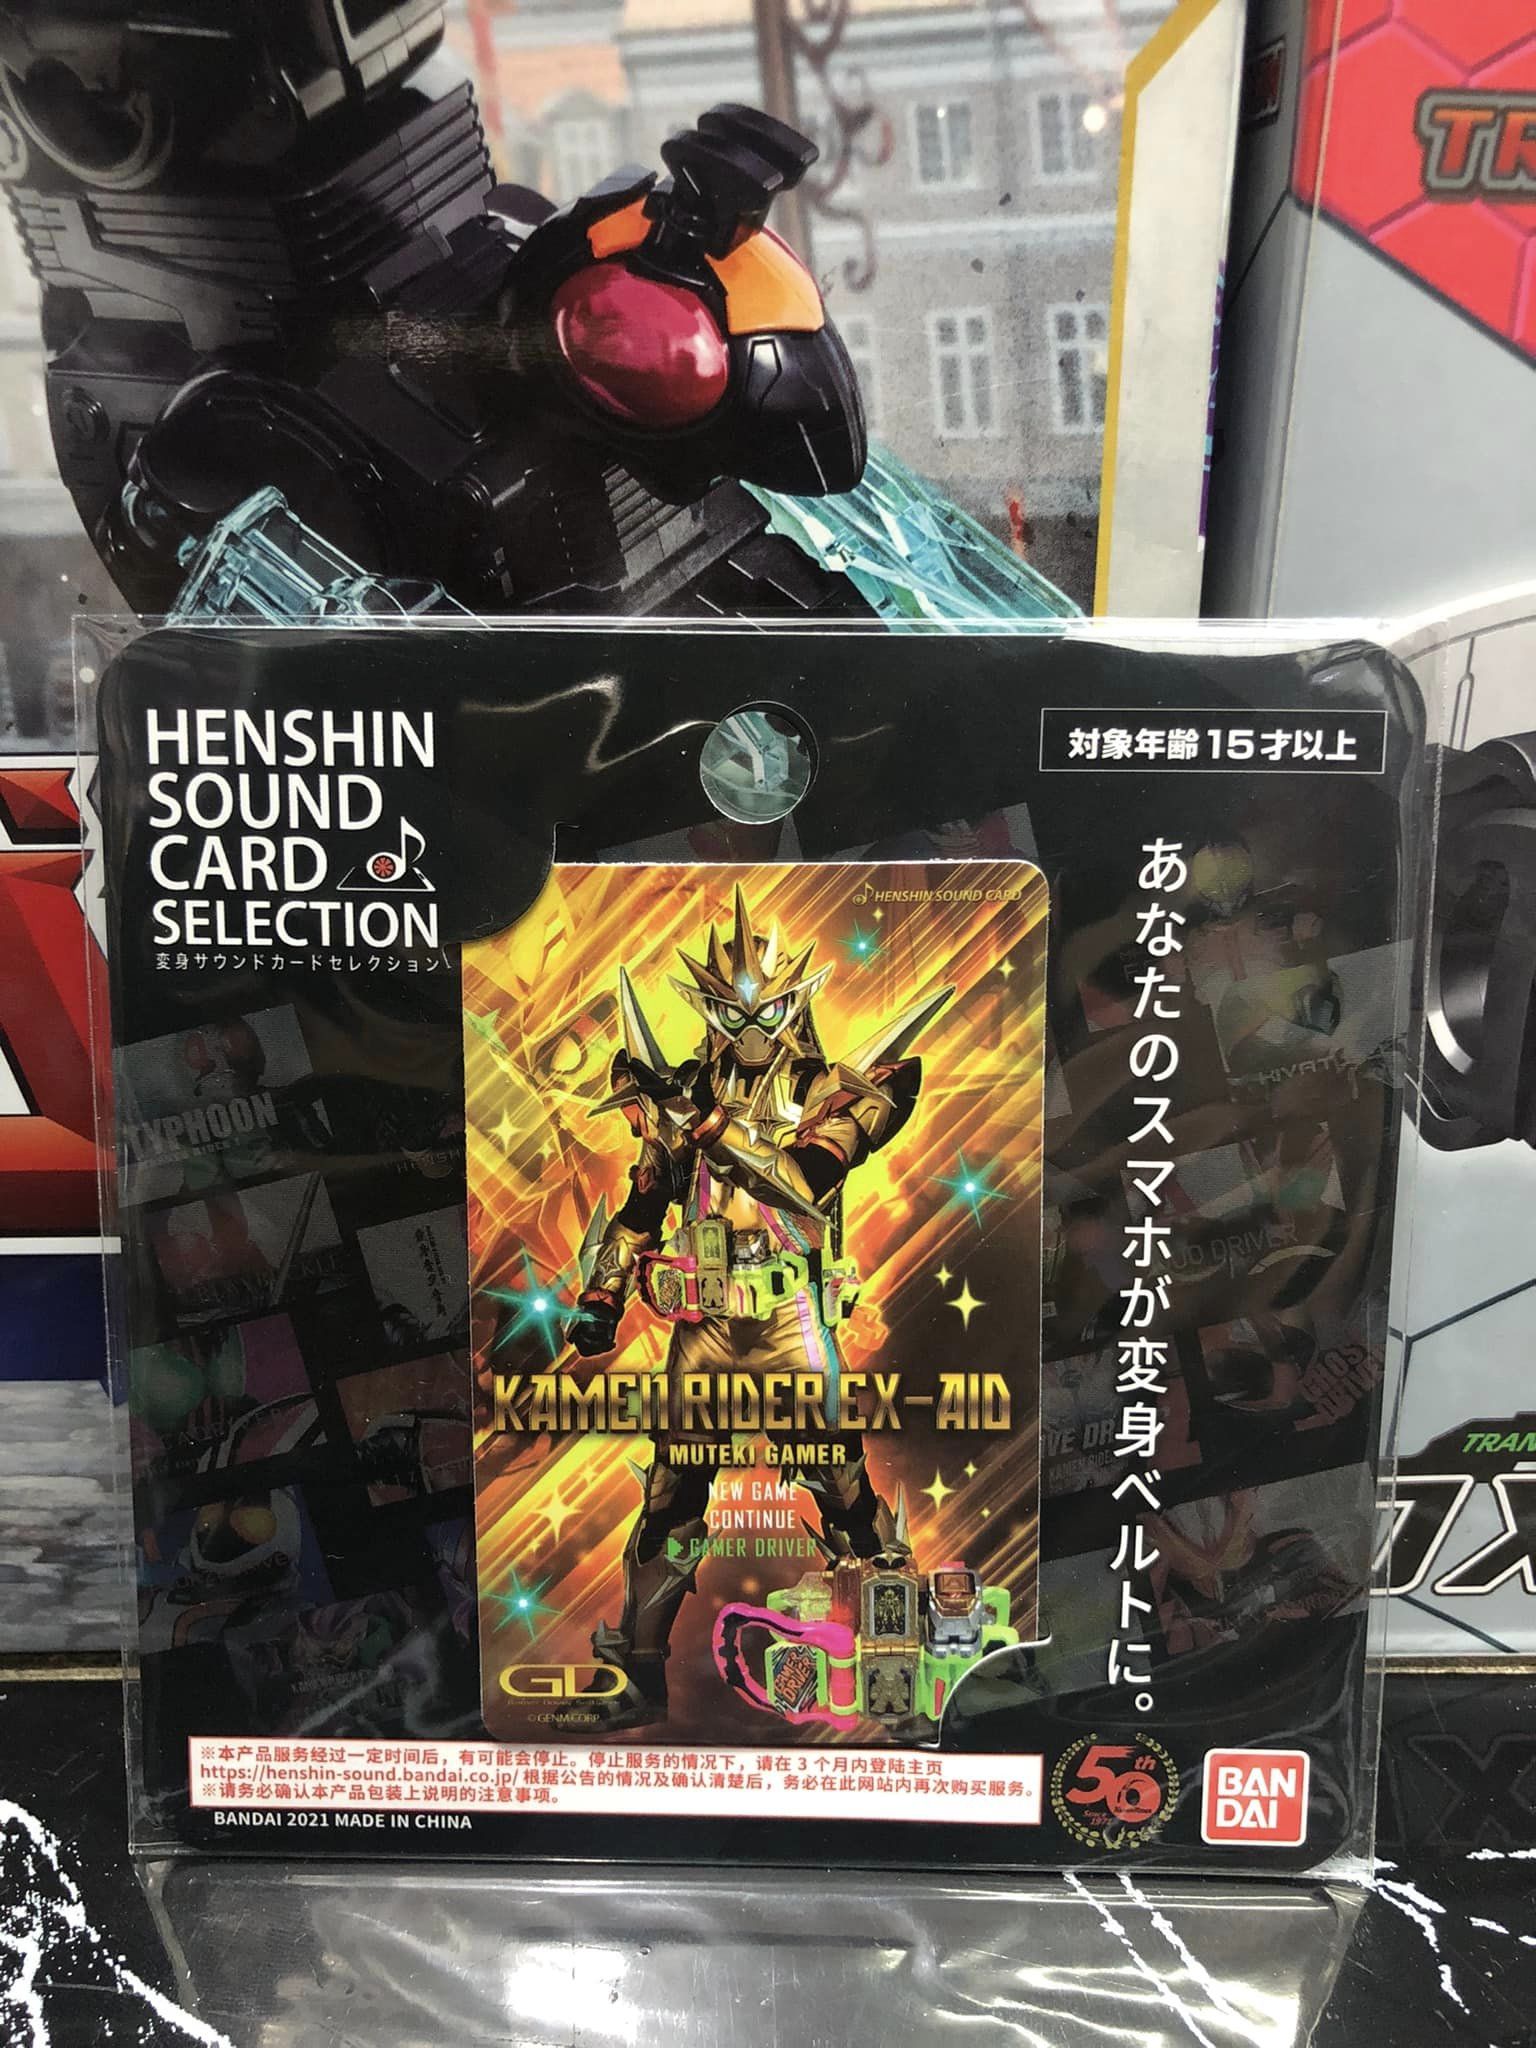 TR
HENSHIN
SOUND
CARD
SELECTION
変身サウンドカードセレクション
対象年齢15才以上
あなたのスマホが変身ベルトに。
HENSHIN SOUND CARD
KAMEN RIDER EX-AID
MUTEKI GAMER
NEW GAME
CONTINUE
GAMER DRIVER
GAMER
DRIVER
GD
©GENM CORP
TYPHOON
※本产品服务经过一定时间后，有可能会停止。停止服务的情况下，请在 3 个月内登陆主页
https://henshin-sound.bandai.co.jp/ 根据公告的情况及确认清楚后，务必在此网站内再次购买服务。
※请务必确认本产品包装上说明的注意事项。
BANDAI 2021 MADE IN CHINA
50th
Since
1971
BAN
DAI
TRAN